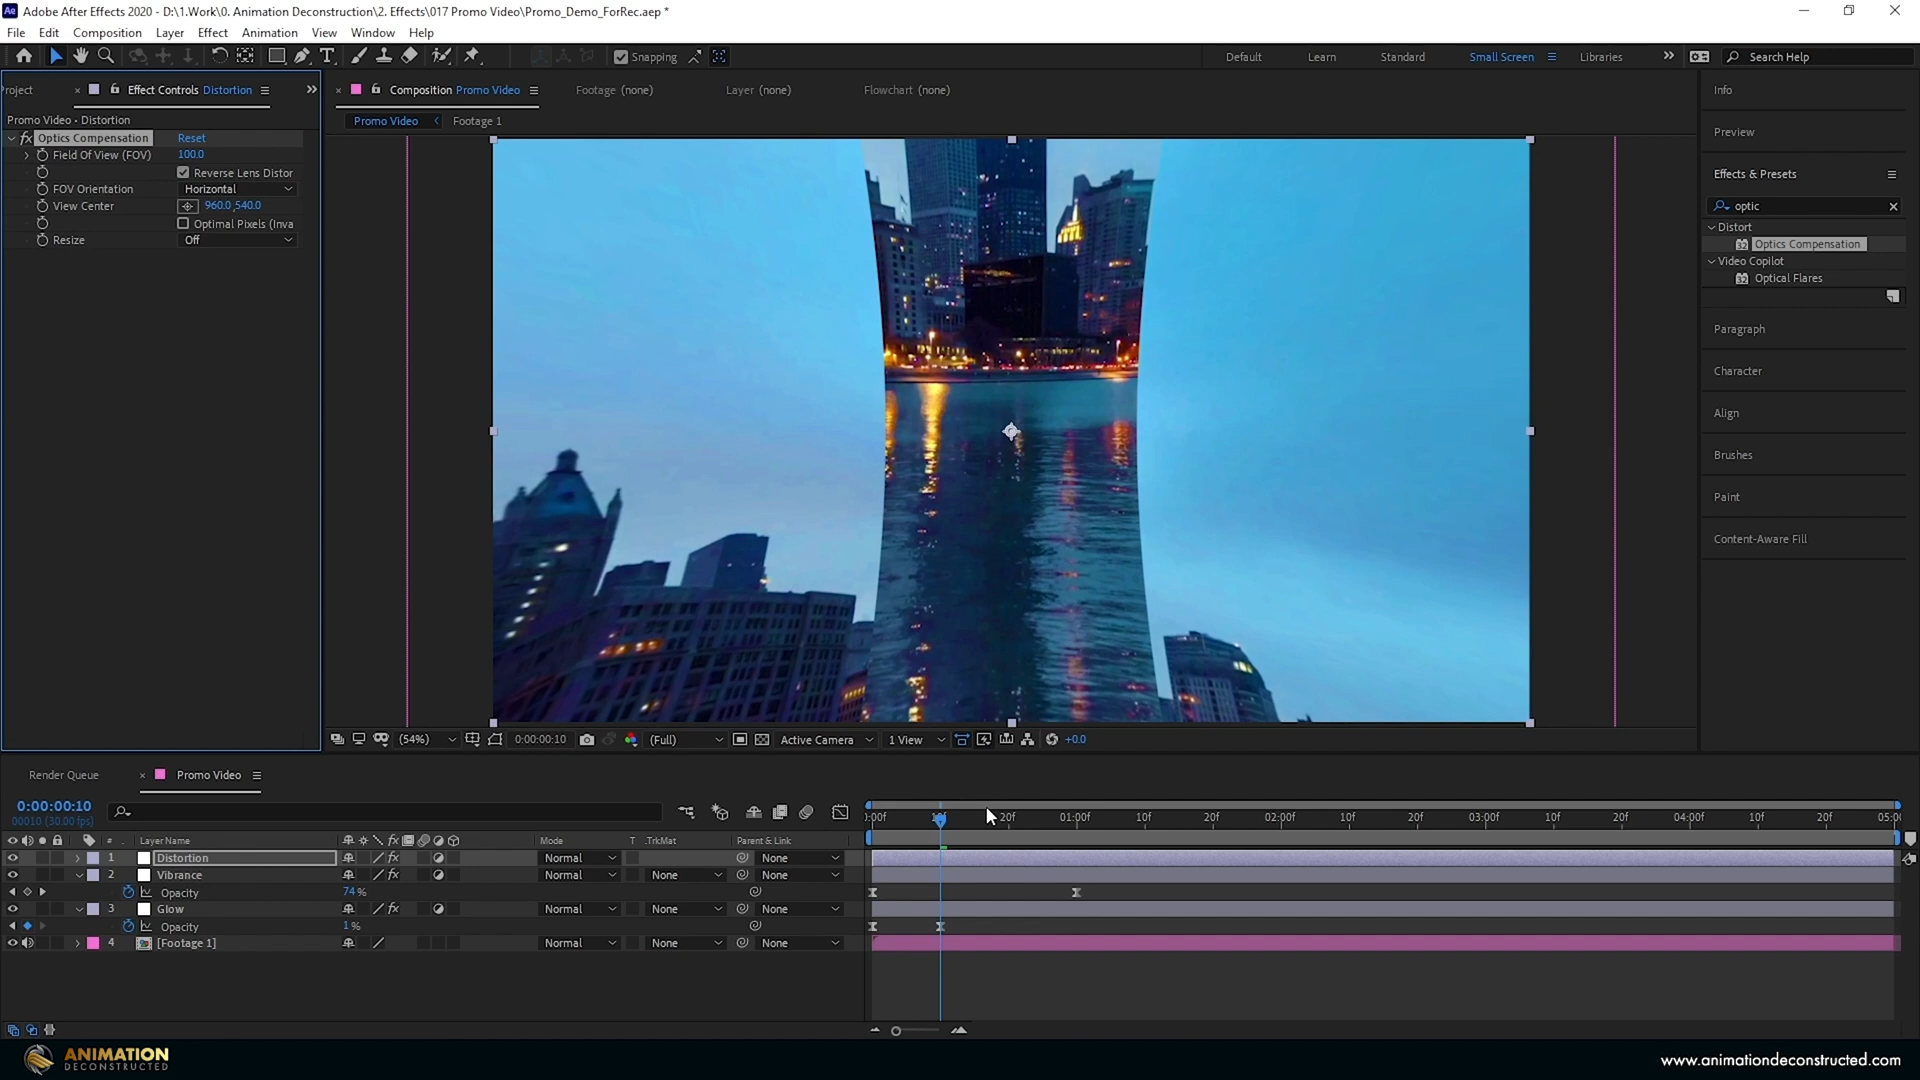 Adobe After Effects 2020 - D:\1.Work\0. Animation Deconstruction\2. Effects\017 Promo Video\Promo_Demo_ForRec.aep *
File Edit Composition Layer Effect Animation View Window Help
Snapping
Default Learn Standard Small Screen Libraries Search Help
roject Effect Controls Distortion
Composition Promo Video Footage (none) Layer (none) Flowchart (none)
Promo Video Footage 1
Promo Video • Distortion
fx Optics Compensation Reset
Field Of View (FOV) 100.0
Reverse Lens Distor
FOV Orientation Horizontal
View Center 960.0,540.0
Optimal Pixels (Inva
Resize Off
Info
Preview
Effects & Presets
optic
Distort
Optics Compensation
Video Copilot
Optical Flares
Paragraph
Character
Align
Brushes
Paint
Content-Aware Fill
(54%) 0:00:00:10 (Full) Active Camera 1 View +0.0
Render Queue Promo Video
0:00:00:10
00010 (30.00 fps)
:00f 20f 01:00f 10f 20f 02:00f 10f 20f 03:00f 10f 20f 04:00f 10f 20f 05:0
# Layer Name fx Mode T .TrkMat Parent & Link
1 Distortion fx Normal None
2 Vibrance fx Normal None None
Opacity 74 %
3 Glow fx Normal None None
Opacity 1 %
4 [Footage 1] Normal None None
ANIMATION
DECONSTRUCTED
www.animationdeconstructed.com